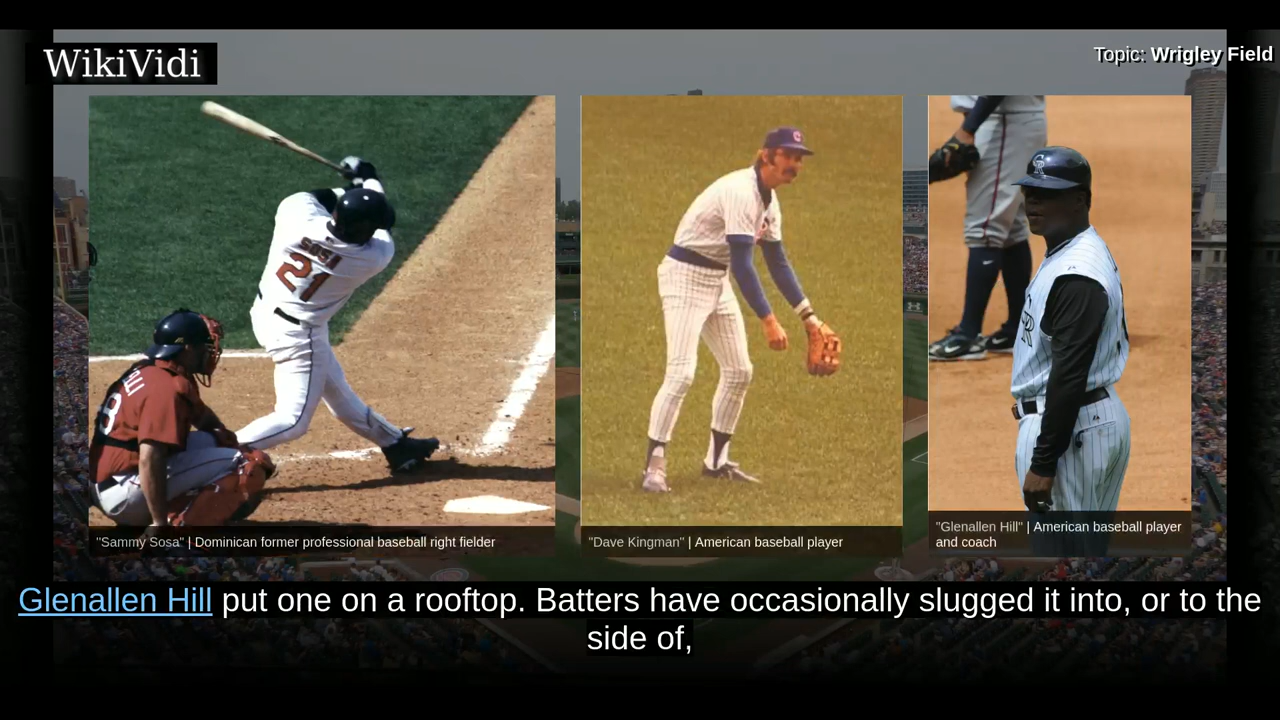 WikiVidi
Topic: Wrigley Field
SOSA
21
"Sammy Sosa" | Dominican former professional baseball right fielder
"Dave Kingman" | American baseball player
"Glenallen Hill" | American baseball player
and coach
Glenallen Hill put one on a rooftop. Batters have occasionally slugged it into, or to the
side of,